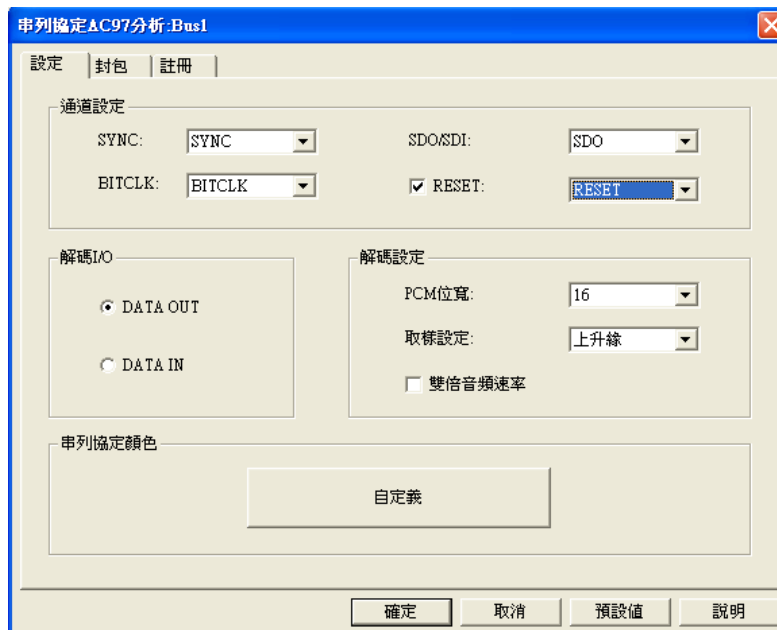 串列協定AC97分析:Bus1
設定 封包 註冊
通道設定
SYNC: SYNC SDO/SDI: SDO
BITCLK: BITCLK RESET: RESET
解碼I/O 解碼設定
DATA OUT PCM位寬: 16
取樣設定: 上升緣
DATA IN 雙倍音頻速率
串列協定顏色
自定義
確定 取消 預設值 說明